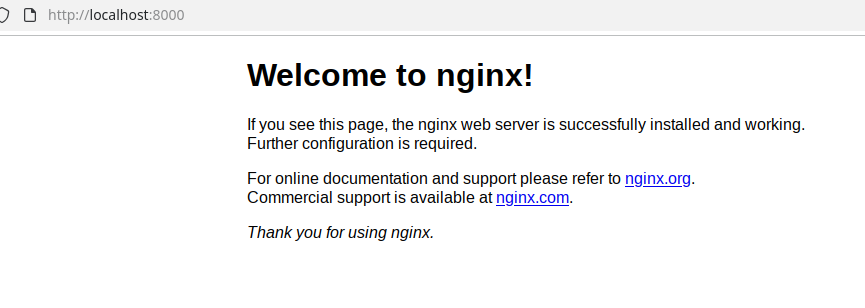 http://localhost:8000
Welcome to nginx!
If you see this page, the nginx web server is successfully installed and working.
Further configuration is required.
For online documentation and support please refer to nginx.org.
Commercial support is available at nginx.com.
Thank you for using nginx.